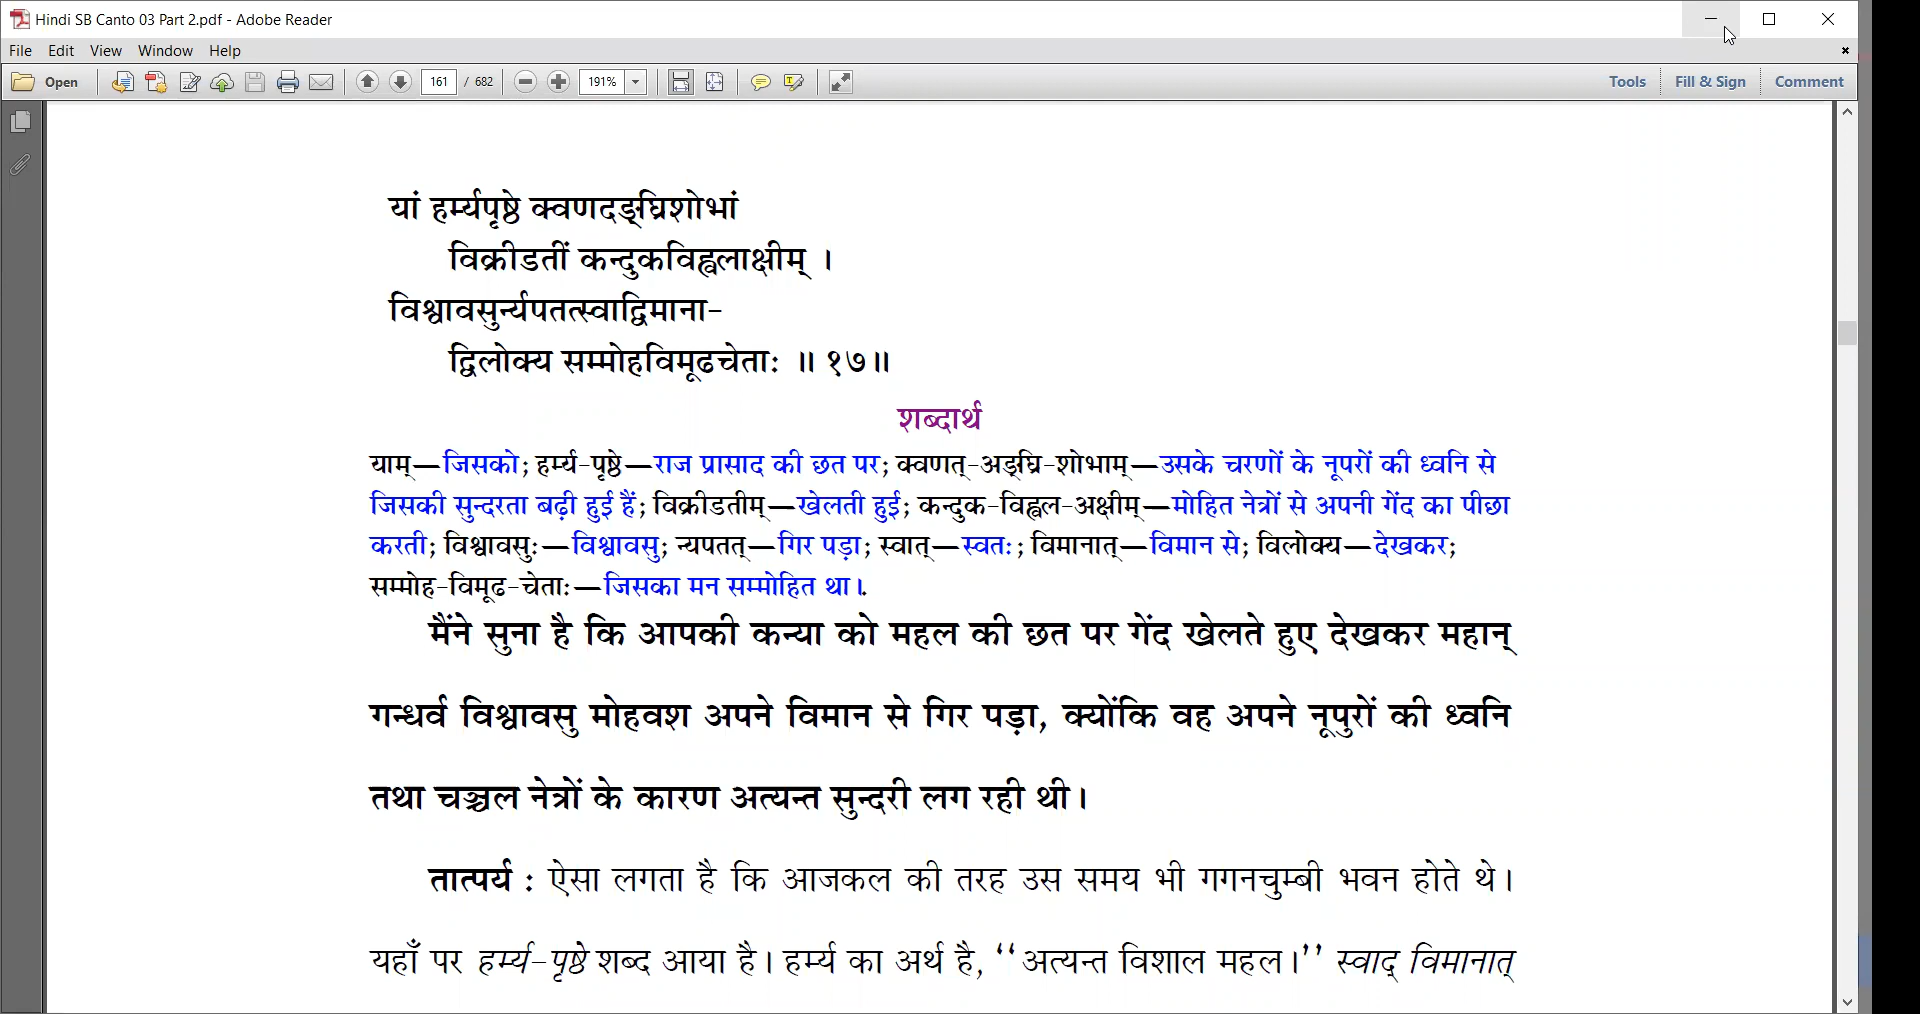 Hindi SB Canto 03 Part 2.pdf - Adobe Reader
File Edit View Window Help
Open 161 / 682 191% Tools Fill & Sign Comment
यां हर्म्यपृष्ठे क्वणदङ्घ्रिशोभां
विक्रीडतीं कन्दुकविह्वलाक्षीम् ।
विश्वावसुर्न्यपतत्स्वाद्विमाना-
द्विलोक्य सम्मोहविमूढचेताः ॥ १७॥
शब्दार्थ
याम्—जिसको; हर्म्य-पृष्ठे—राज प्रासाद की छत पर; क्वणत्-अङ्घ्रि-शोभाम्—उसके चरणों के नूपरों की ध्वनि से
जिसकी सुन्दरता बढ़ी हुई हैं; विक्रीडतीम्—खेलती हुई; कन्दुक-विह्वल-अक्षीम्—मोहित नेत्रों से अपनी गेंद का पीछा
करती; विश्वावसुः—विश्वावसु; न्यपतत्—गिर पड़ा; स्वात्—स्वतः; विमानात्—विमान से; विलोक्य—देखकर;
सम्मोह-विमूढ-चेताः—जिसका मन सम्मोहित था।.
मैंने सुना है कि आपकी कन्या को महल की छत पर गेंद खेलते हुए देखकर महान्
गन्धर्व विश्वावसु मोहवश अपने विमान से गिर पड़ा, क्योंकि वह अपने नूपुरों की ध्वनि
तथा चञ्चल नेत्रों के कारण अत्यन्त सुन्दरी लग रही थी।
तात्पर्य : ऐसा लगता है कि आजकल की तरह उस समय भी गगनचुम्बी भवन होते थे।
यहाँ पर हर्म्य-पृष्ठे शब्द आया है। हर्म्य का अर्थ है, ‘‘अत्यन्त विशाल महल।’’ स्वाद् विमानात्